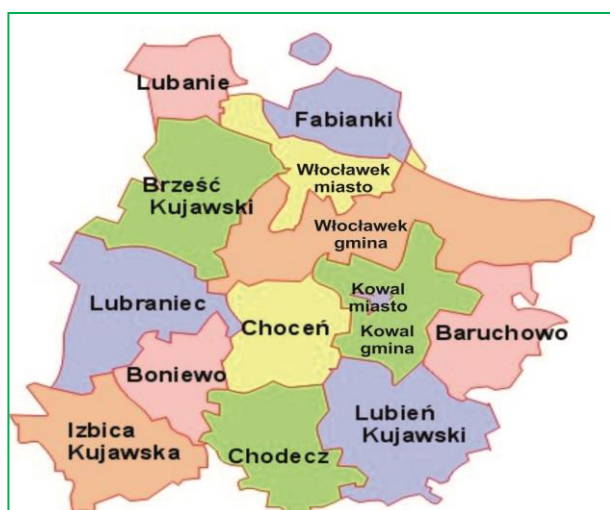 Lubanie
Fabianki
Włocławek
miasto
Brześć
Kujawski
Włocławek
gmina
Lubraniec
Kowal
miasto
Choceń
Kowal
gmina
Baruchowo
Boniewo
Lubień
Kujawski
Izbica
Kujawska
Chodecz